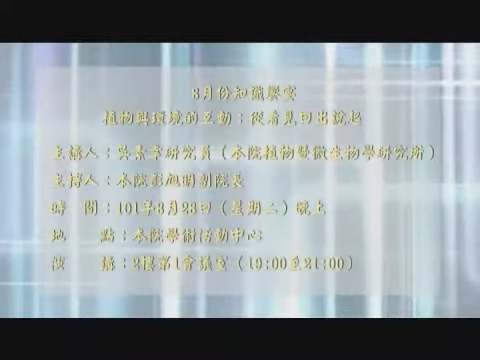 8月份知識饗宴
植物與環境的互動：從看見日出說起
主講人：吳素幸研究員（本院植物暨微生物學研究所）
主持人：本院彭旭明副院長
時　間：101年8月28日（星期二）晚上
地　　點：本院學術活動中心
演　　講：2樓第1會議室（19:00至21:00）